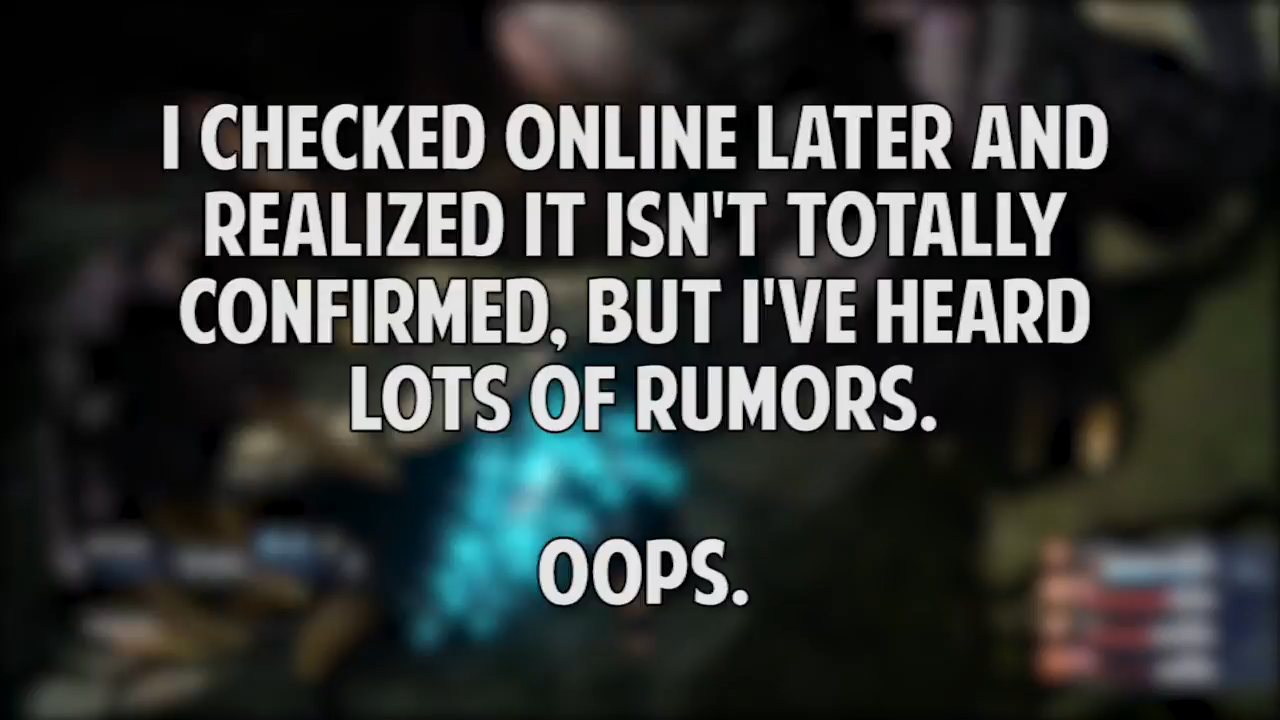 I CHECKED ONLINE LATER AND
REALIZED IT ISN'T TOTALLY
CONFIRMED, BUT I'VE HEARD
LOTS OF RUMORS.
OOPS.